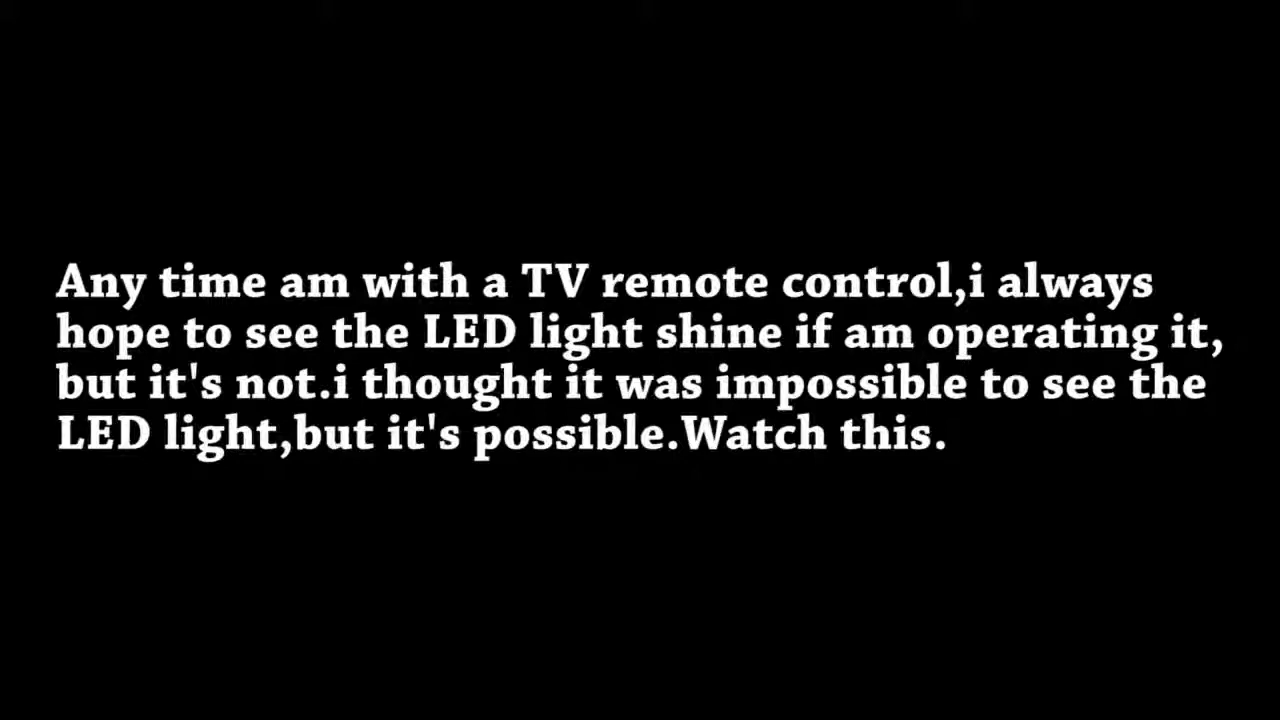 Any time am with a TV remote control,i always
hope to see the LED light shine if am operating it,
but it's not.i thought it was impossible to see the
LED light,but it's possible.Watch this.